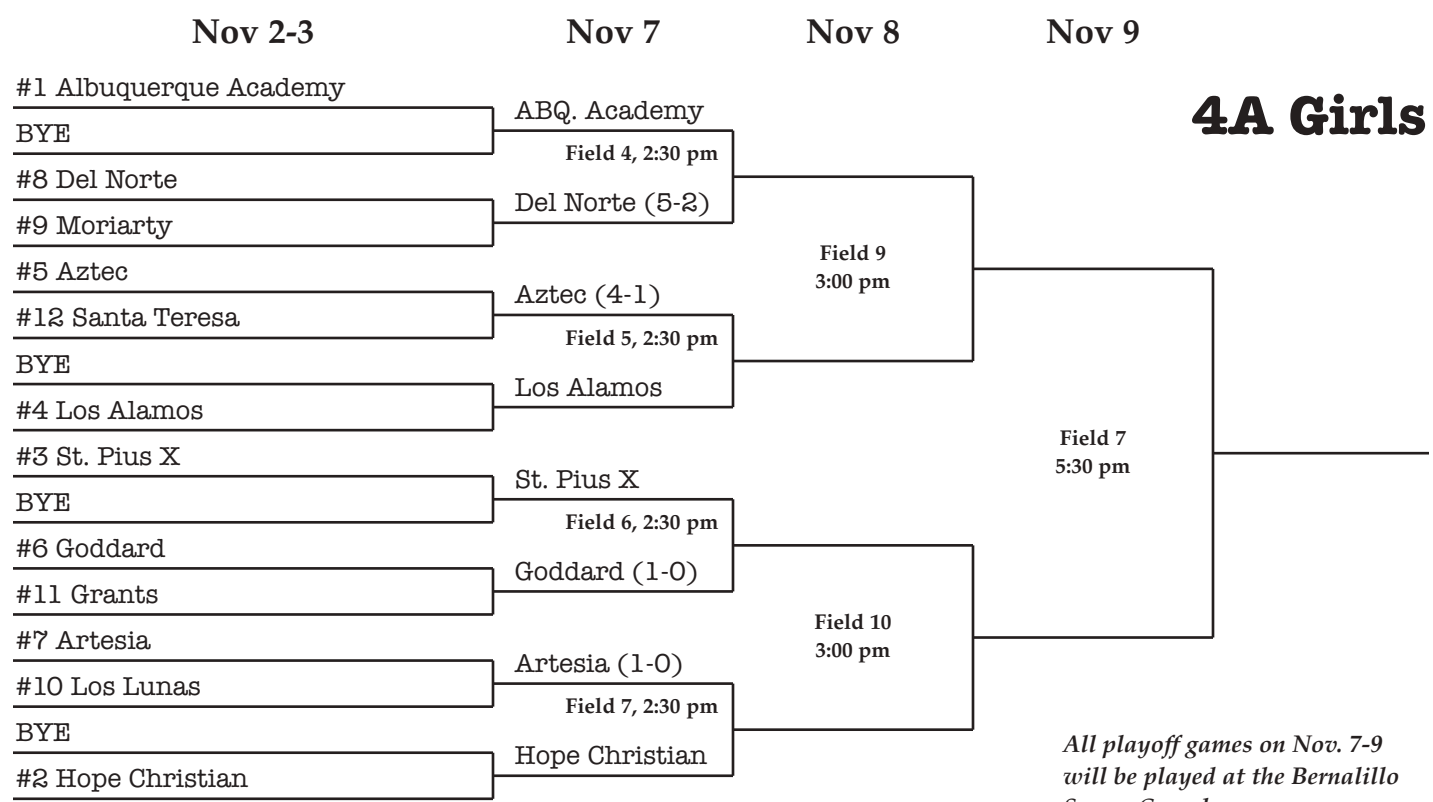 Nov 2-3
Nov 7
Nov 8
Nov 9
4A Girls
#1 Albuquerque Academy
BYE
#8 Del Norte
#9 Moriarty
#5 Aztec
#12 Santa Teresa
BYE
#4 Los Alamos
#3 St. Pius X
BYE
#6 Goddard
#11 Grants
#7 Artesia
#10 Los Lunas
BYE
#2 Hope Christian
ABQ. Academy
Field 4, 2:30 pm
Del Norte (5-2)
Aztec (4-1)
Field 5, 2:30 pm
Los Alamos
St. Pius X
Field 6, 2:30 pm
Goddard (1-0)
Artesia (1-0)
Field 7, 2:30 pm
Hope Christian
Field 9
3:00 pm
Field 10
3:00 pm
Field 7
5:30 pm
All playoff games on Nov. 7-9
will be played at the Bernalillo